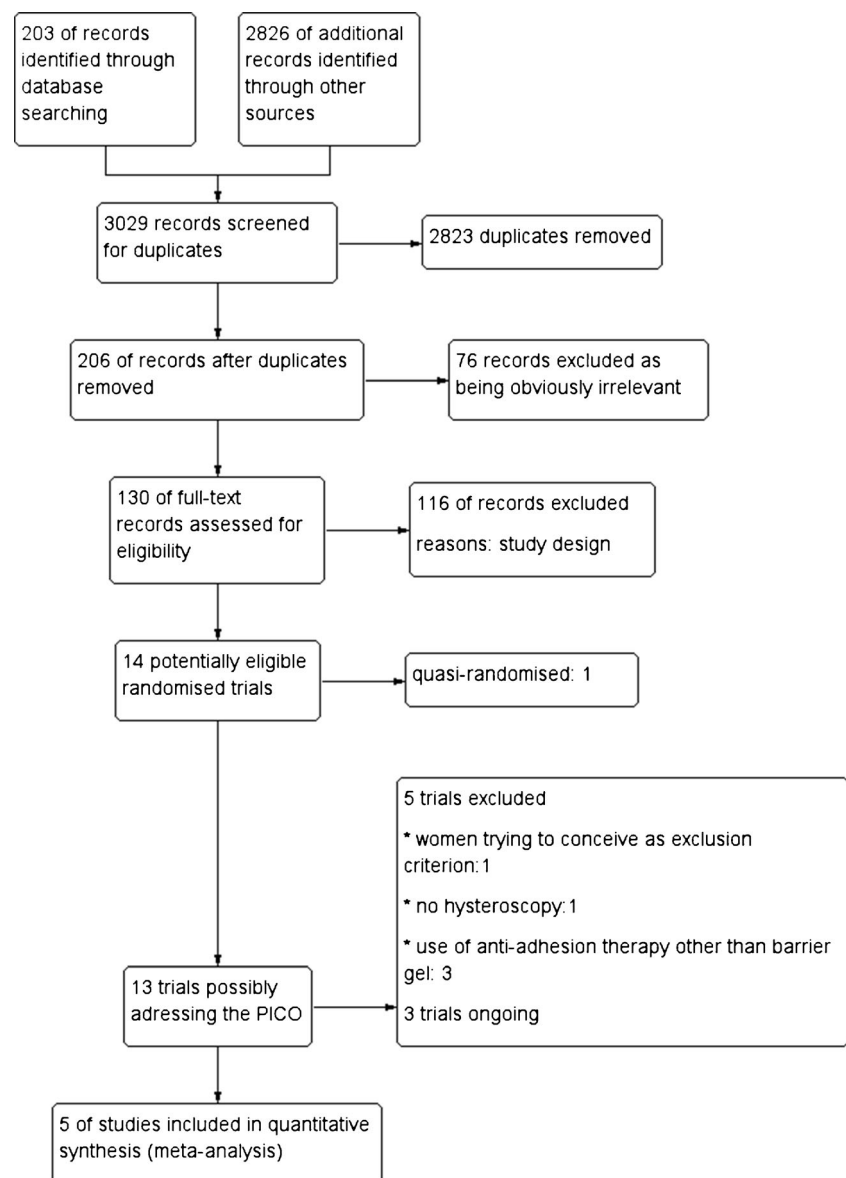 203 of records
identified through
database
searching
2826 of additional
records identified
through other
sources
3029 records screened
for duplicates
2823 duplicates removed
206 of records after duplicates
removed
76 records excluded as
being obviously irrelevant
130 of full-text
records assessed for
eligibility
116 of records excluded
reasons: study design
14 potentially eligible
randomised trials
quasi-randomised: 1
5 trials excluded
* women trying to conceive as exclusion
criterion:1
* no hysteroscopy:1
* use of anti-adhesion therapy other than barrier
gel: 3
3 trials ongoing
13 trials possibly
adressing the PICO
5 of studies included in quantitative
synthesis (meta-analysis)